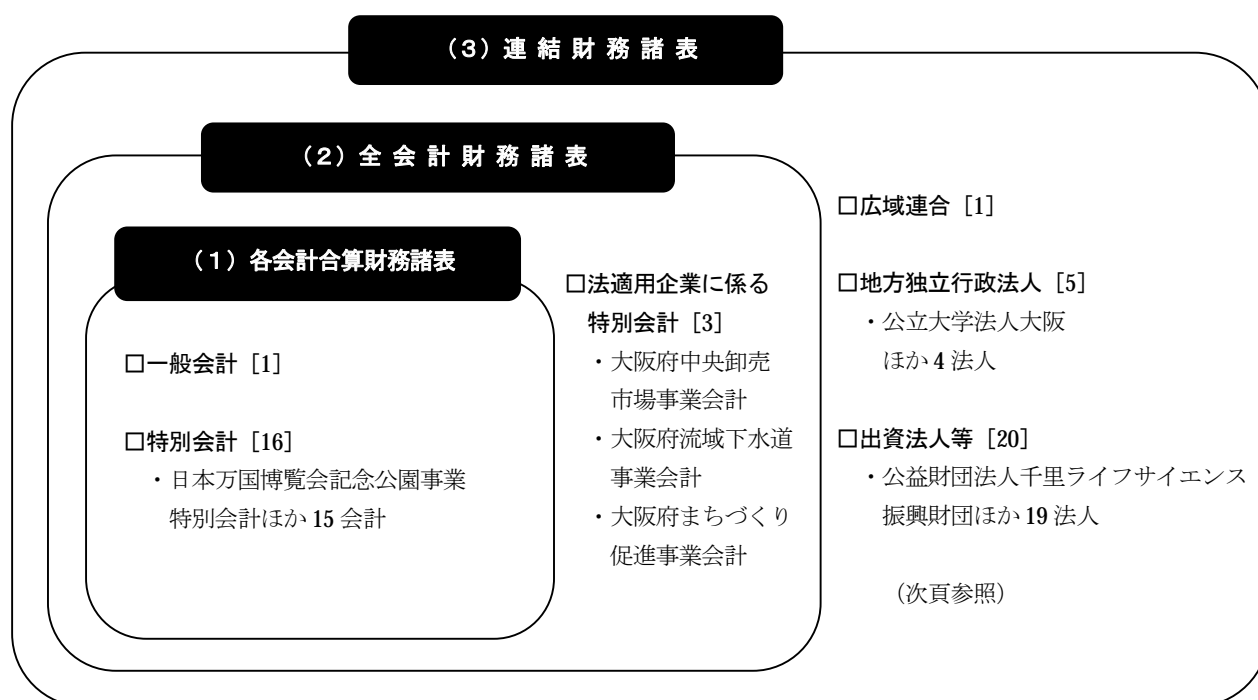 （３）連 結 財 務 諸 表
（２）全 会 計 財 務 諸 表
（１）各会計合算財務諸表
□一般会計［1］
□特別会計［16］
・日本万国博覧会記念公園事業
特別会計ほか 15 会計
□法適用企業に係る
特別会計［3］
・大阪府中央卸売
市場事業会計
・大阪府流域下水道
事業会計
・大阪府まちづくり
促進事業会計
□広域連合［1］
□地方独立行政法人［5］
・公立大学法人大阪
ほか 4 法人
□出資法人等［20］
・公益財団法人千里ライフサイエンス
振興財団ほか 19 法人
（次頁参照）